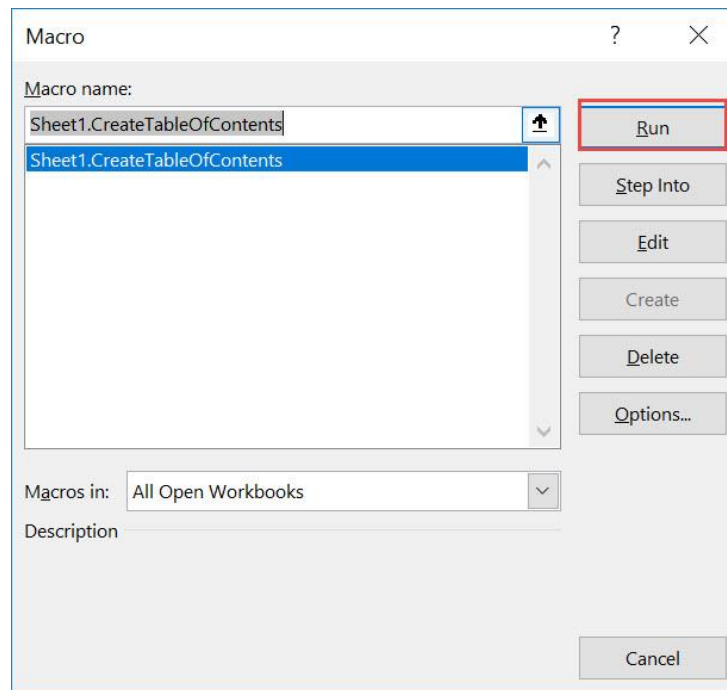 Macro ?
Macro name:
Sheet1.CreateTableOfContents
Sheet1.CreateTableOfContents
Run
Step Into
Edit
Create
Delete
Options...
Macros in: All Open Workbooks
Description
Cancel